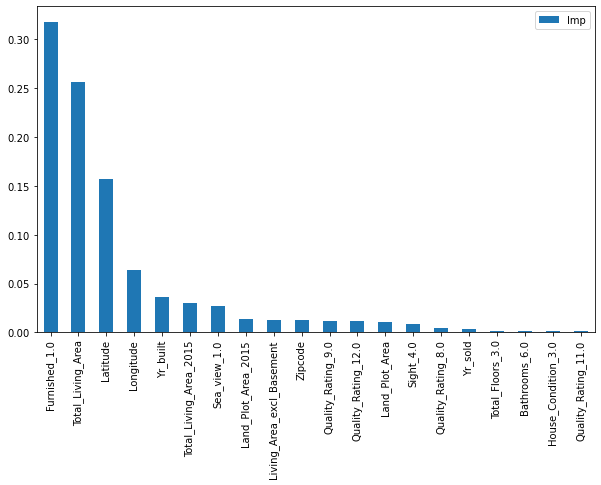 Imp
0.30
0.25
0.20
0.15
0.10
0.05
0.00
Furnished_1.0
Total_Living_Area
Latitude
Longitude
Yr_built
Total_Living_Area_2015
Sea_view_1.0
Land_Plot_Area_2015
Living_Area_excl_Basement
Zipcode
Quality_Rating_9.0
Quality_Rating_12.0
Land_Plot_Area
Sight_4.0
Quality_Rating_8.0
Yr_sold
Total_Floors_3.0
Bathrooms_6.0
House_Condition_3.0
Quality_Rating_11.0